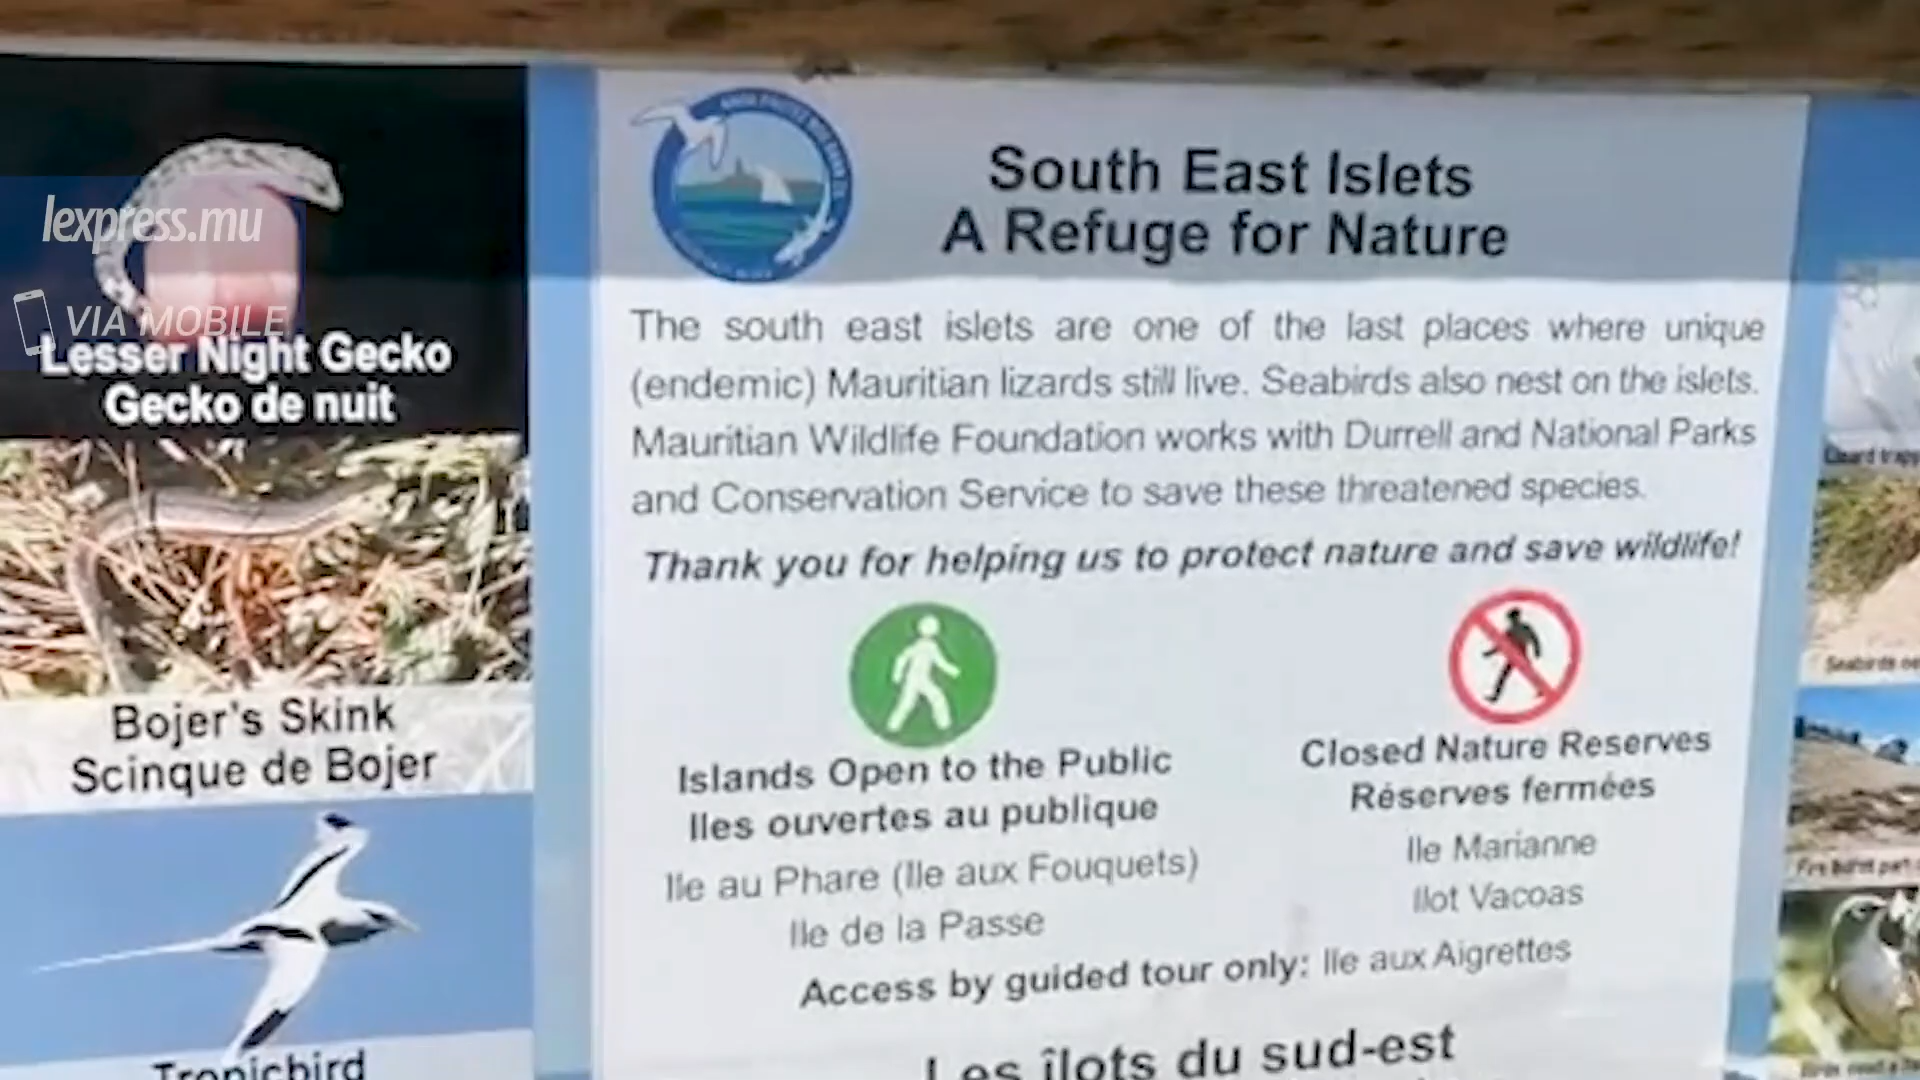 lexpress.mu
VIA MOBILE
Lesser Night Gecko
Gecko de nuit
Bojer's Skink
Scinque de Bojer
Tropicbird
South East Islets
A Refuge for Nature
The south east islets are one of the last places where unique
(endemic) Mauritian lizards still live. Seabirds also nest on the islets.
Mauritian Wildlife Foundation works with Durrell and National Parks
and Conservation Service to save these threatened species.
Thank you for helping us to protect nature and save wildlife!
Islands Open to the Public
Iles ouvertes au publique
Ile au Phare (Ile aux Fouquets)
Ile de la Passe
Closed Nature Reserves
Réserves fermées
Ile Marianne
Ilot Vacoas
Access by guided tour only: Ile aux Aigrettes
Les îlots du sud-est
Seabirds